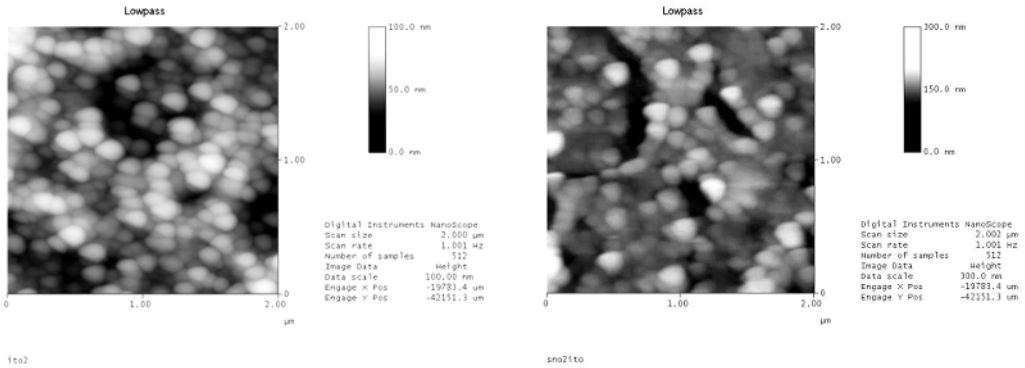 Lowpass
2.00
1.00
0
0
1.00
2.00
µm
100.0 nm
50.0 nm
0.0 nm
Digital Instruments NanoScope
Scan size 2.000 µm
Scan rate 1.001 Hz
Number of samples 512
Image Data Height
Data scale 100.00 nm
Engage X Pos -19783.4 um
Engage Y Pos -42151.3 um
ito2
Lowpass
2.00
1.00
0
0
1.00
2.00
µm
300.0 nm
150.0 nm
0.0 nm
Digital Instruments NanoScope
Scan size 2.002 µm
Scan rate 1.001 Hz
Number of samples 512
Image Data Height
Data scale 300.0 nm
Engage X Pos -19783.4 um
Engage Y Pos -42151.3 um
sno2ito